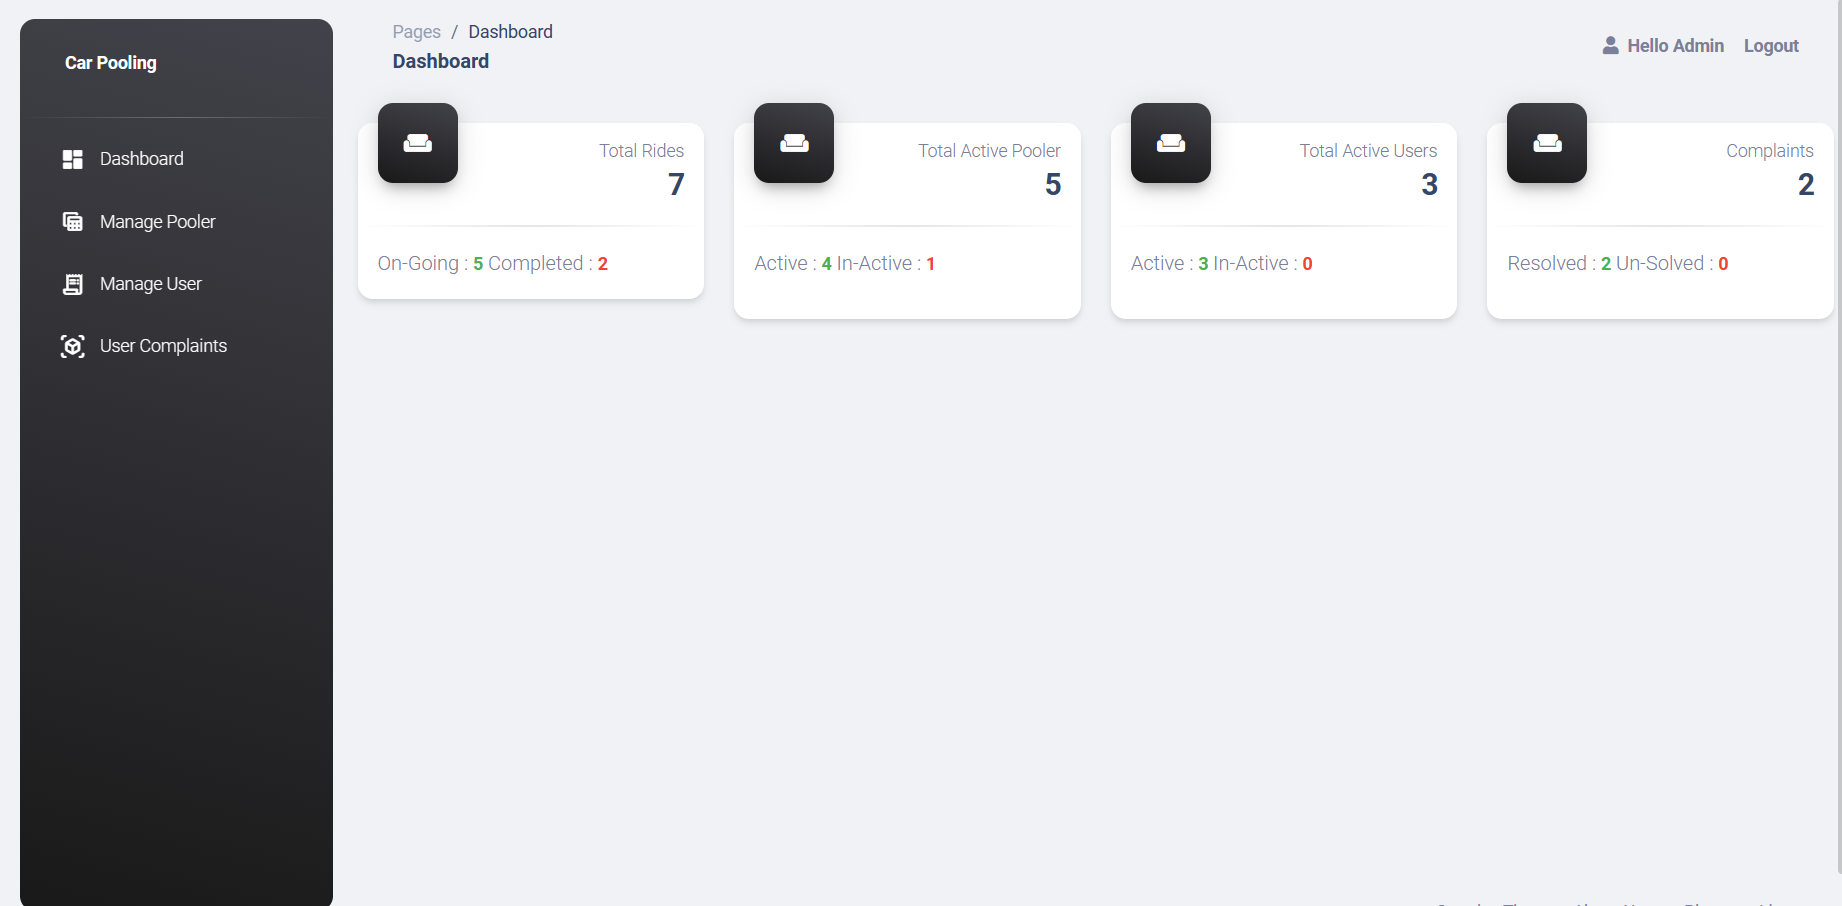 Car Pooling
Dashboard
Manage Pooler
Manage User
User Complaints
Pages / Dashboard
Dashboard
Hello Admin Logout
Total Rides
7
On-Going : 5 Completed : 2
Total Active Pooler
5
Active : 4 In-Active : 1
Total Active Users
3
Active : 3 In-Active : 0
Complaints
2
Resolved : 2 Un-Solved : 0